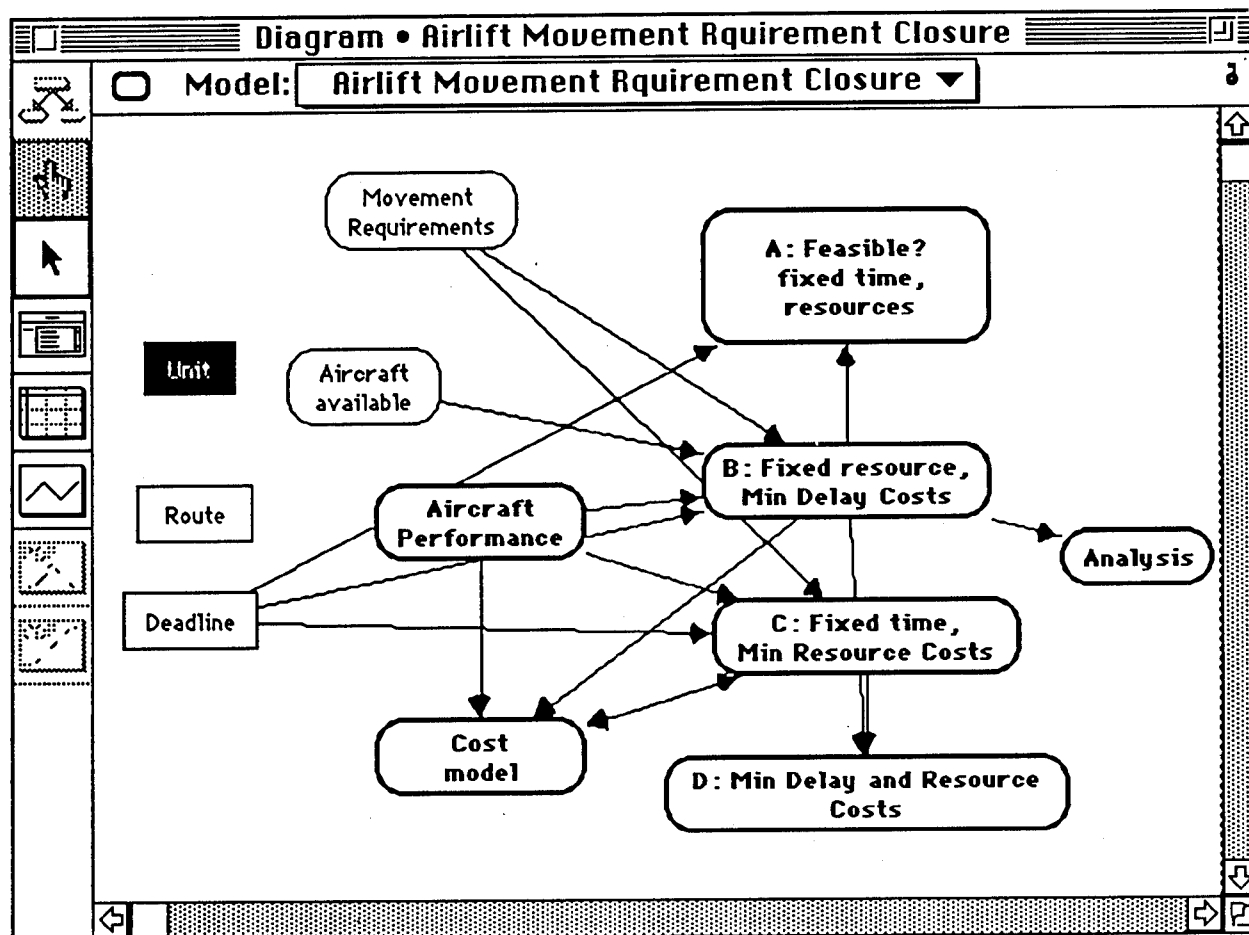 Diagram • Airlift Movement Rquirement Closure
Model: Airlift Movement Rquirement Closure
Movement
Requirements
A: Feasible?
fixed time,
resources
Unit
Aircraft
available
B: Fixed resource,
Min Delay Costs
Route
Aircraft
Performance
Analysis
Deadline
C: Fixed time,
Min Resource Costs
Cost
model
D: Min Delay and Resource
Costs